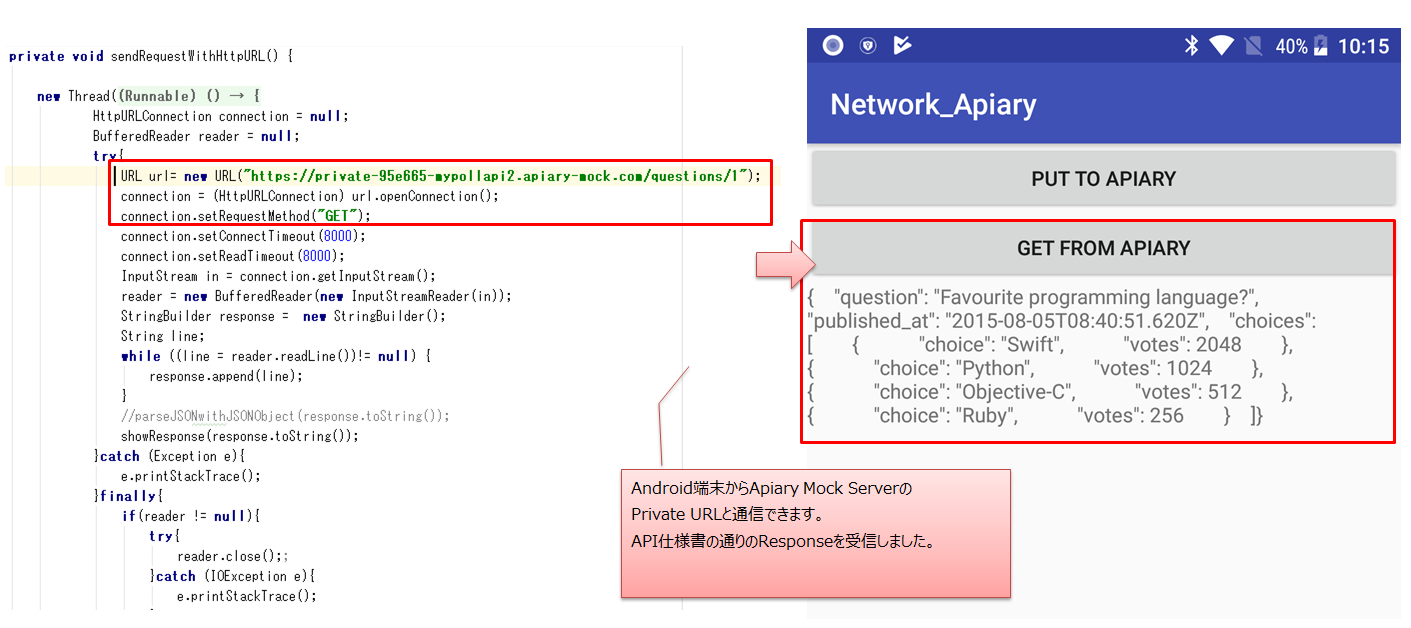 private void sendRequestWithHttpURL() {
new Thread((Runnable) () → {
HttpURLConnection connection = null;
BufferedReader reader = null;
try{
URL url= new URL("https://private-95e665-mypollapi2.apiary-mock.com/questions/1");
connection = (HttpURLConnection) url.openConnection();
connection.setRequestMethod("GET");
connection.setConnectTimeout(8000);
connection.setReadTimeout(8000);
InputStream in = connection.getInputStream();
reader = new BufferedReader(new InputStreamReader(in));
StringBuilder response =  new StringBuilder();
String line;
while ((line = reader.readLine())!= null) {
response.append(line);
}
//parseJSONwithJSONObject(response.toString());
showResponse(response.toString());
}catch (Exception e){
e.printStackTrace();
}finally{
if(reader != null){
try{
reader.close();;
}catch (IOException e){
e.printStackTrace();
Android端末からApiary Mock Serverの
Private URLと通信できます。
API仕様書の通りのResponseを受信しました。
40% 10:15
Network_Apiary
PUT TO APIARY
GET FROM APIARY
{ "question": "Favourite programming language?",
"published_at": "2015-08-05T08:40:51.620Z", "choices":
[ { "choice": "Swift", "votes": 2048 },
{ "choice": "Python", "votes": 1024 },
{ "choice": "Objective-C", "votes": 512 },
{ "choice": "Ruby", "votes": 256 } ]}